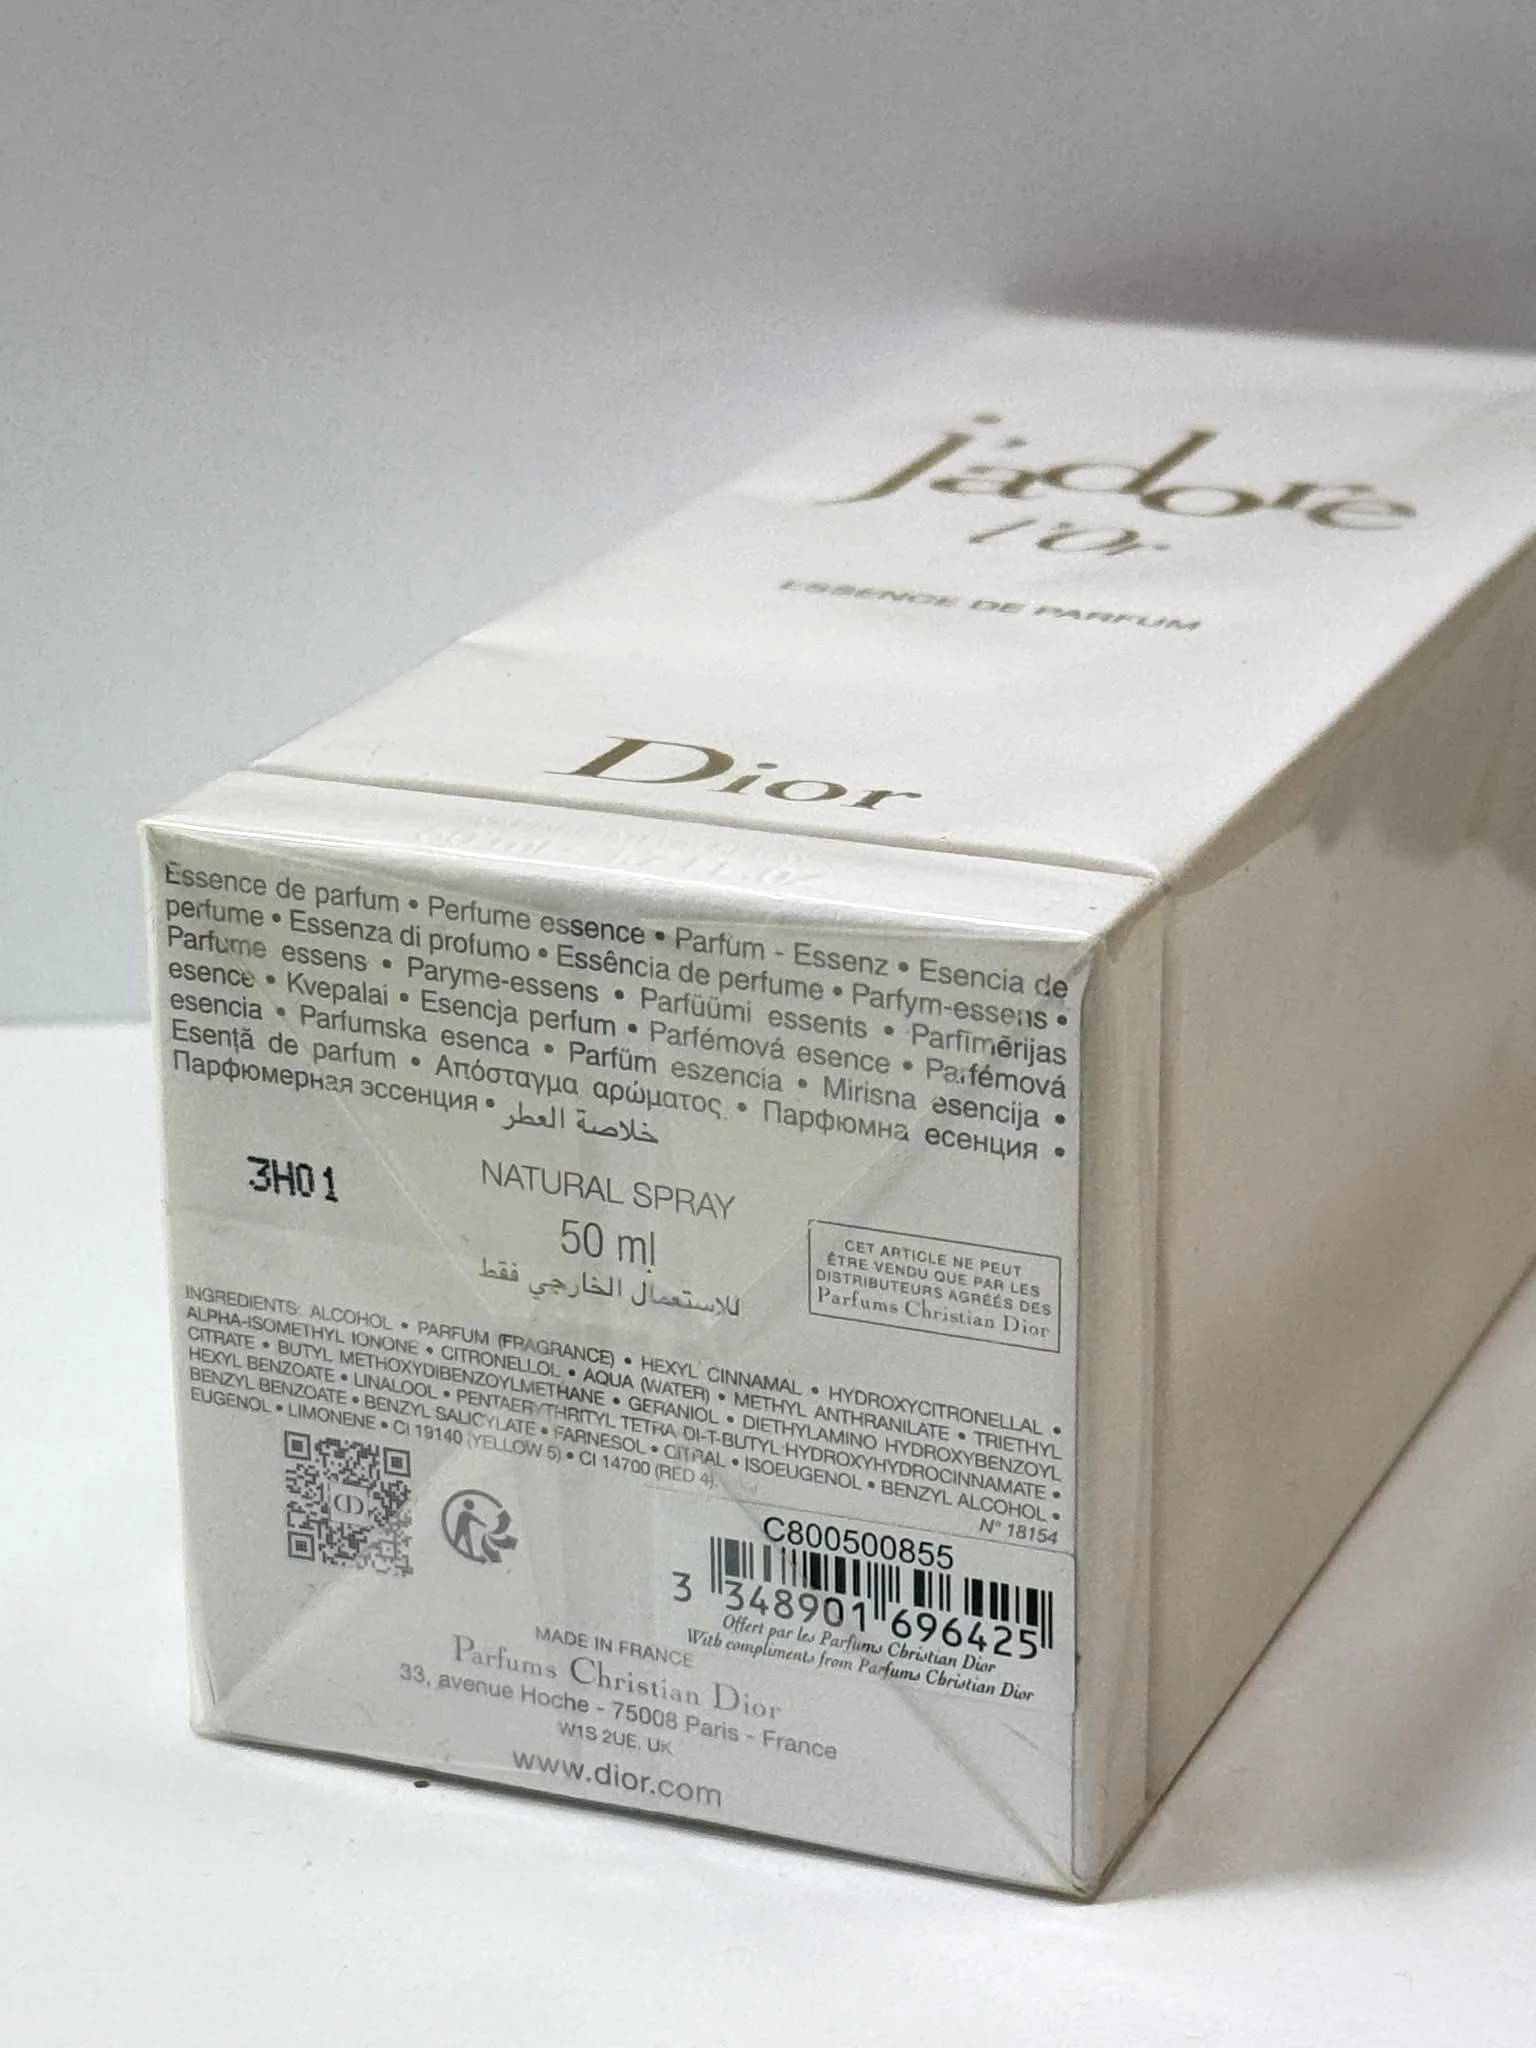 j'adore
l'Or
ESSENCE DE PARFUM
Dior
Essence de parfum • Perfume essence • Parfum - Essenz • Esencia de
perfume • Essenza di profumo • Essência de perfume • Parfym-essens •
Parfume essens • Paryme-essens • Parfüümi essents • Parfimērijas
esence • Kvepalai • Esencja perfum • Parfémová esence • Parfémová
esencia • Parfumska esenca • Parfüm eszencia • Mirisna esencija •
Esență de parfum • Απόσταγμα αρώματος • Парфюмна есенция •
Парфюмерная эссенция • خلاصة العطر
3H01
NATURAL SPRAY
50 ml
للاستعمال الخارجي فقط
CET ARTICLE NE PEUT
ÊTRE VENDU QUE PAR LES
DISTRIBUTEURS AGRÉÉS DES
Parfums Christian Dior
INGREDIENTS: ALCOHOL • PARFUM (FRAGRANCE) • HEXYL CINNAMAL • HYDROXYCITRONELLAL •
ALPHA-ISOMETHYL IONONE • CITRONELLOL • AQUA (WATER) • METHYL ANTHRANILATE • TRIETHYL
CITRATE • BUTYL METHOXYDIBENZOYLMETHANE • GERANIOL • DIETHYLAMINO HYDROXYBENZOYL
HEXYL BENZOATE • LINALOOL • PENTAERYTHRITYL TETRA DI-T-BUTYL HYDROXYHYDROCINNAMATE •
BENZYL BENZOATE • BENZYL SALICYLATE • FARNESOL • CITRAL • ISOEUGENOL • BENZYL ALCOHOL •
EUGENOL • LIMONENE • CI 19140 (YELLOW 5) • CI 14700 (RED 4).
N° 18154
C800500855
3 348901 696425
Offert par les Parfums Christian Dior
With compliments from Parfums Christian Dior
MADE IN FRANCE
Parfums Christian Dior
33, avenue Hoche - 75008 Paris - France
W1S 2UE, UK
www.dior.com